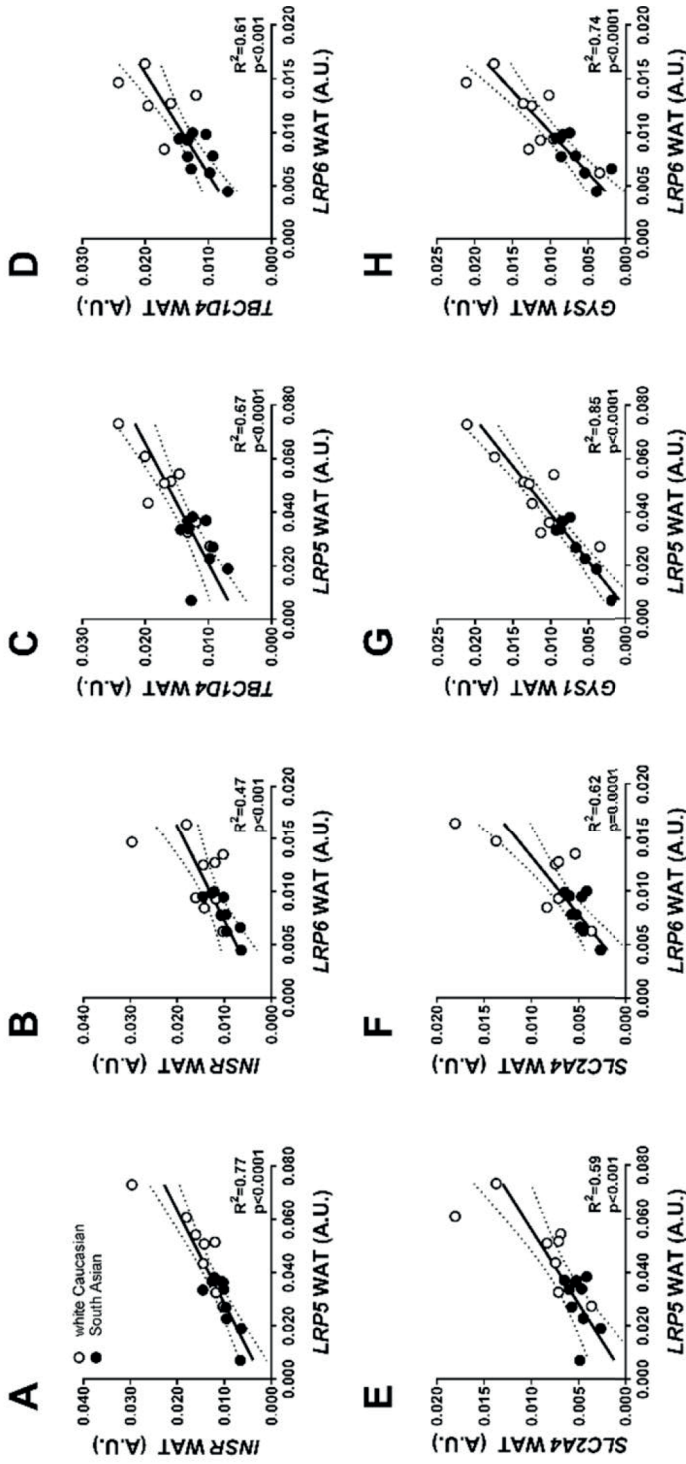 A
white Caucasian
South Asian
INSR WAT (A.U.)
0.040
0.030
0.020
0.010
0.000
R²=0.77
p<0.0001
0.000 0.020 0.040 0.060 0.080
LRP5 WAT (A.U.)
B
INSR WAT (A.U.)
0.040
0.030
0.020
0.010
0.000
R²=0.47
p<0.001
0.000 0.005 0.010 0.015 0.020
LRP6 WAT (A.U.)
C
TBC1D4 WAT (A.U.)
0.030
0.020
0.010
0.000
R²=0.67
p<0.0001
0.000 0.020 0.040 0.060 0.080
LRP5 WAT (A.U.)
D
TBC1D4 WAT (A.U.)
0.030
0.020
0.010
0.000
R²=0.61
p<0.001
0.000 0.005 0.010 0.015 0.020
LRP6 WAT (A.U.)
E
SLC2A4 WAT (A.U.)
0.020
0.015
0.010
0.005
0.000
R²=0.59
p<0.001
0.000 0.020 0.040 0.060 0.080
LRP5 WAT (A.U.)
F
SLC2A4 WAT (A.U.)
0.020
0.015
0.010
0.005
0.000
R²=0.62
p=0.0001
0.000 0.005 0.010 0.015 0.020
LRP6 WAT (A.U.)
G
GYS1 WAT (A.U.)
0.025
0.020
0.015
0.010
0.005
0.000
R²=0.85
p<0.0001
0.000 0.020 0.040 0.060 0.080
LRP5 WAT (A.U.)
H
GYS1 WAT (A.U.)
0.025
0.020
0.015
0.010
0.005
0.000
R²=0.74
p<0.0001
0.000 0.005 0.010 0.015 0.020
LRP6 WAT (A.U.)